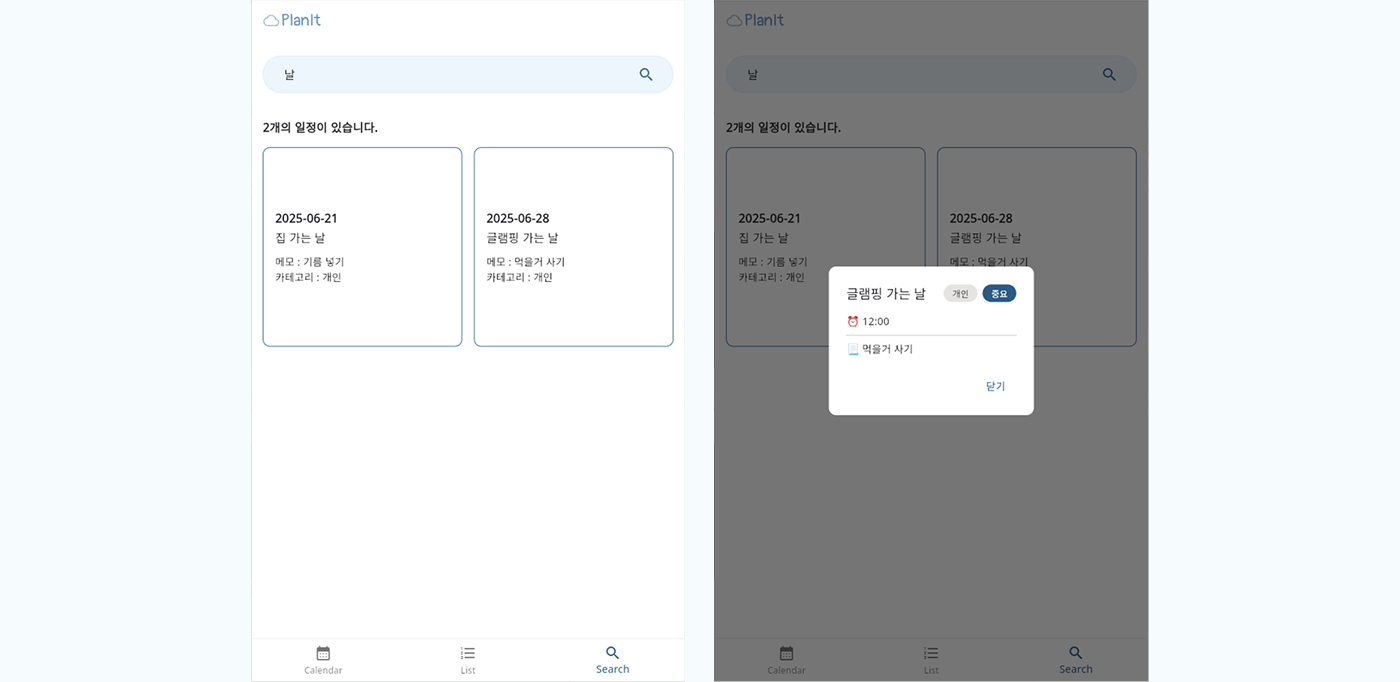 PlanIt
날
2개의 일정이 있습니다.
2025-06-21
집 가는 날
메모 : 기름 넣기
카테고리 : 개인
2025-06-28
글램핑 가는 날
메모 : 먹을거 사기
카테고리 : 개인
Calendar
List
Search
PlanIt
날
2개의 일정이 있습니다.
2025-06-21
집 가는 날
메모 : 기름 넣기
카테고리 : 개인
2025-06-28
글램핑 가는 날
메모 : 먹을거 사기
글램핑 가는 날 개인 중요
⏰ 12:00
📃 먹을거 사기
닫기
Calendar
List
Search